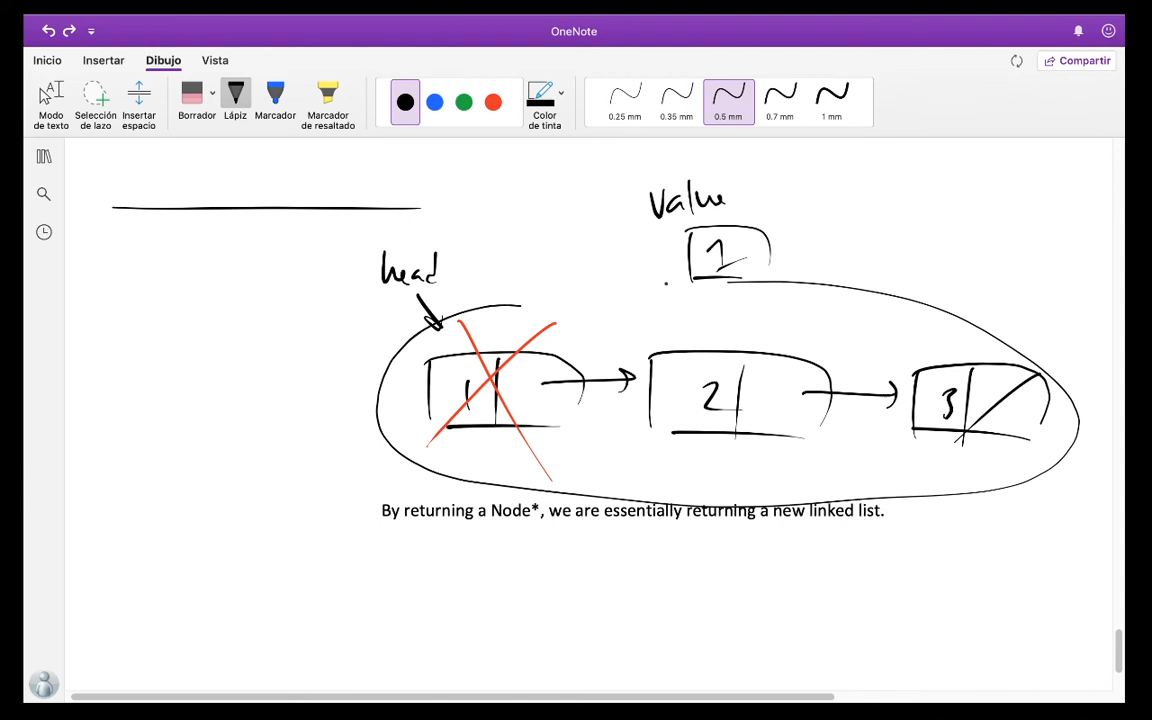 OneNote
Inicio Insertar Dibujo Vista
Compartir
Modo de texto
Selección de lazo
Insertar espacio
Borrador
Lápiz
Marcador
Marcador de resaltado
Color de tinta
0.25 mm
0.35 mm
0.5 mm
0.7 mm
1 mm
value
1
head
1
2
3
By returning a Node*, we are essentially returning a new linked list.